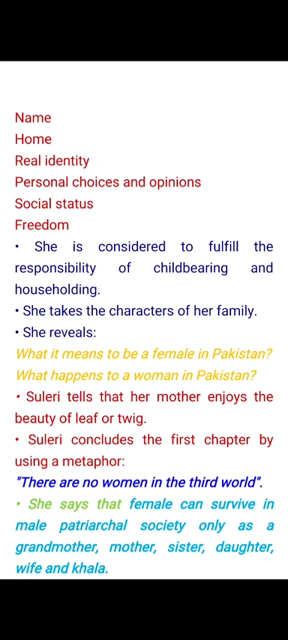 Name
Home
Real identity
Personal choices and opinions
Social status
Freedom
• She is considered to fulfill the
responsibility of childbearing and
householding.
• She takes the characters of her family.
• She reveals:
What it means to be a female in Pakistan?
What happens to a woman in Pakistan?
• Suleri tells that her mother enjoys the
beauty of leaf or twig.
• Suleri concludes the first chapter by
using a metaphor:
"There are no women in the third world".
• She says that female can survive in
male patriarchal society only as a
grandmother, mother, sister, daughter,
wife and khala.